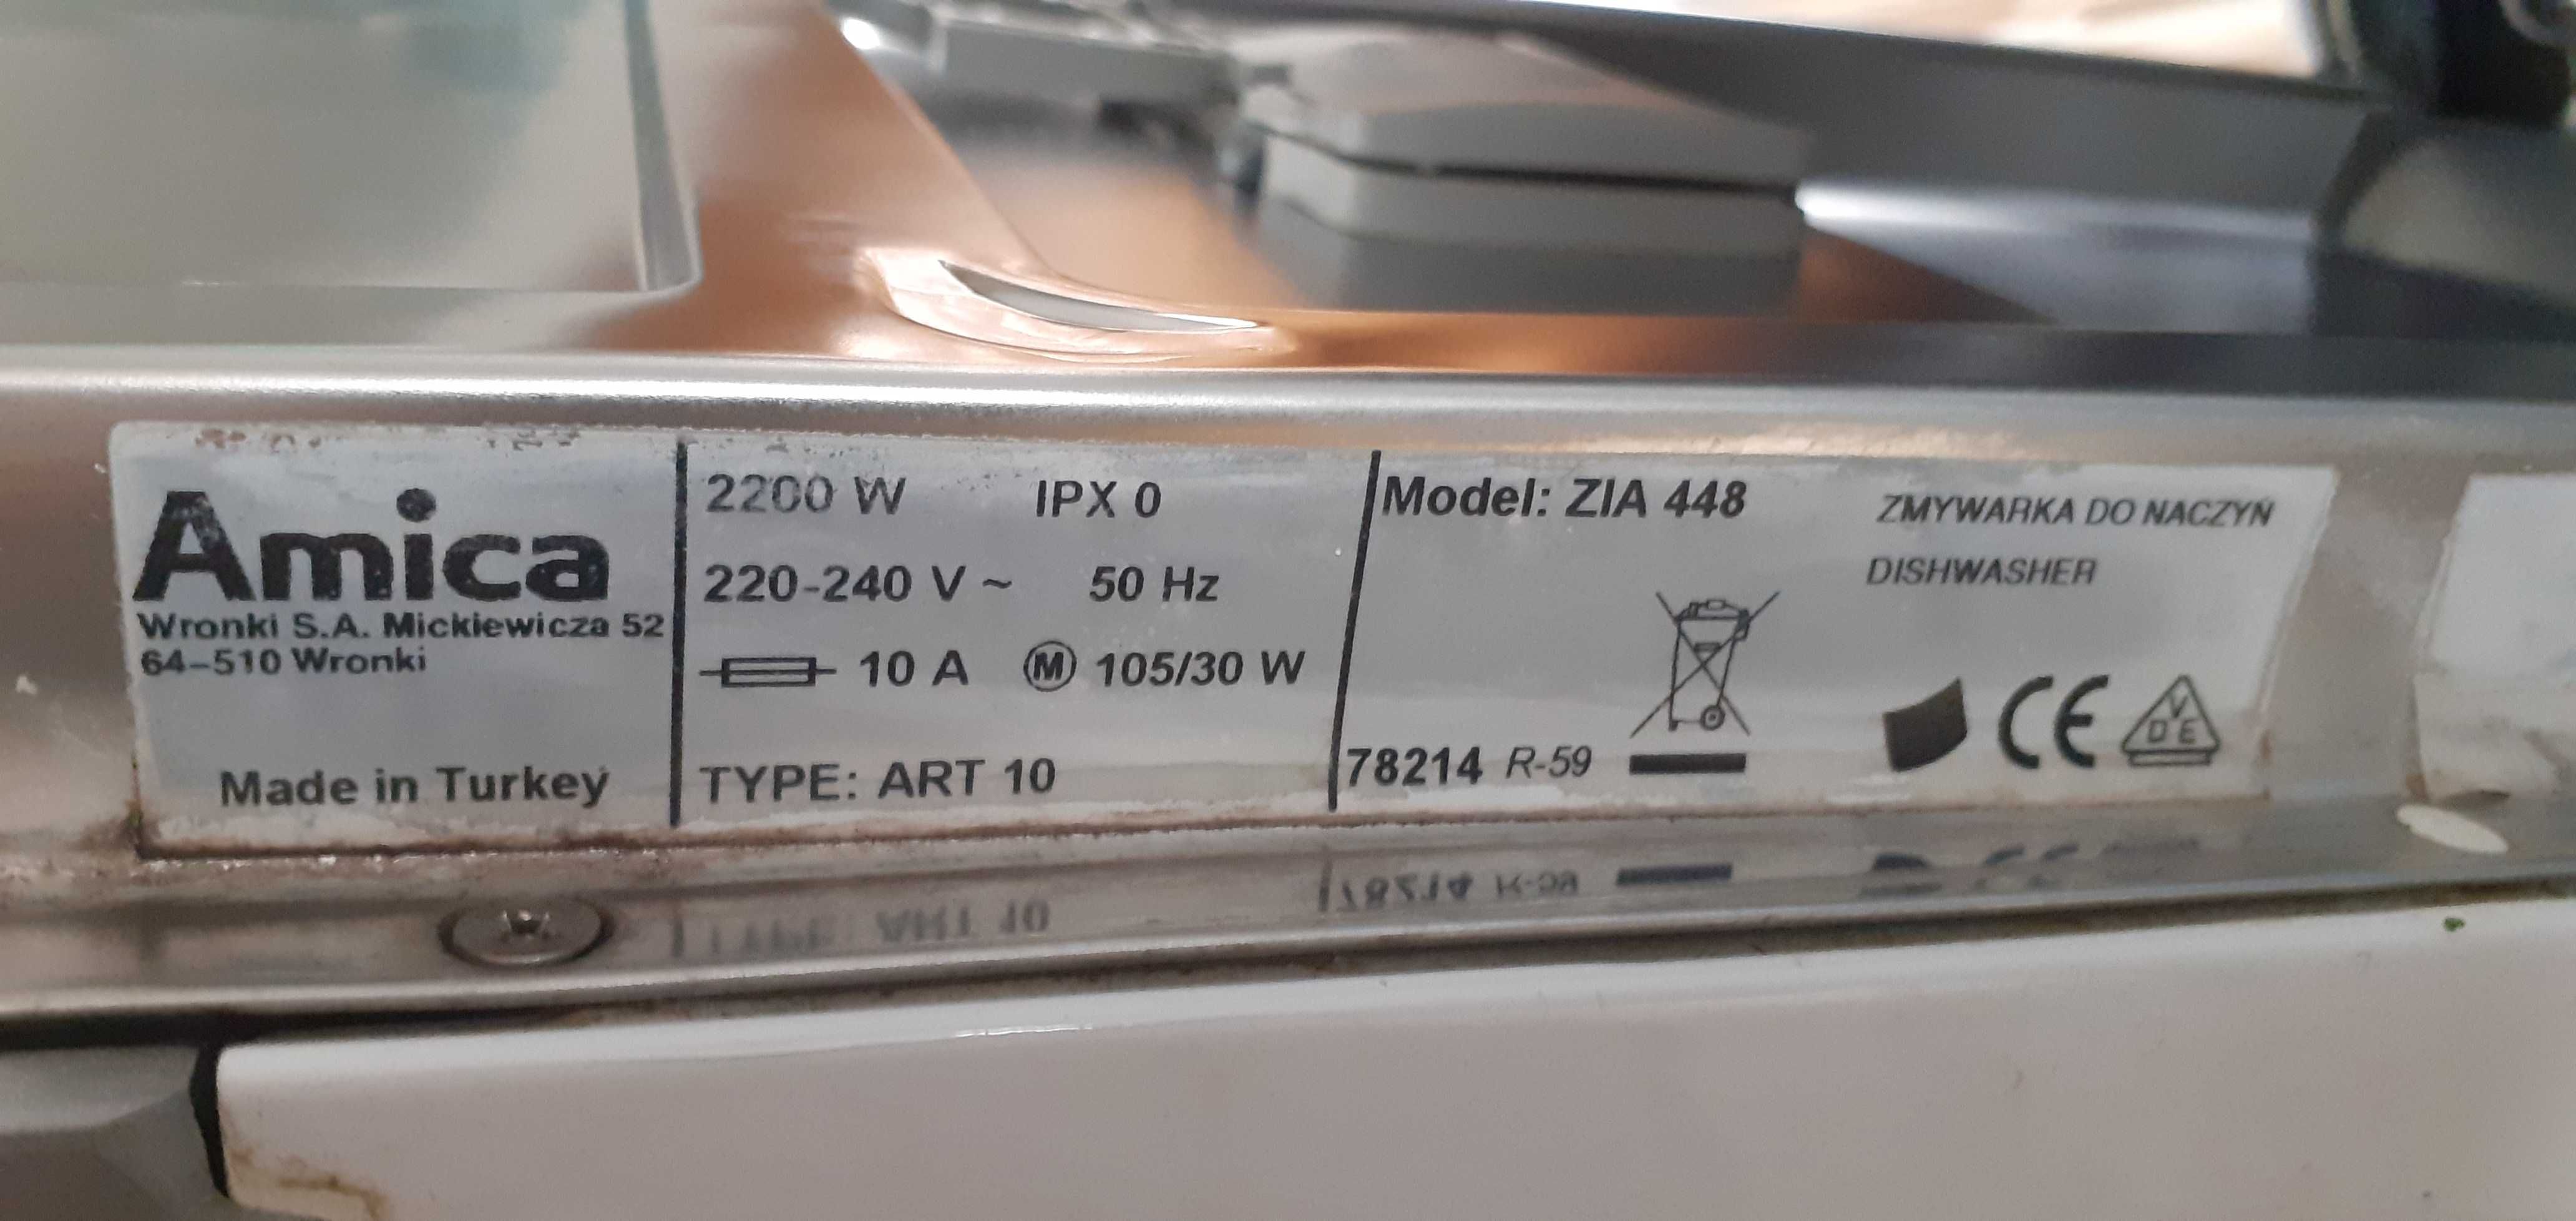 Amica
Wronki S.A. Mickiewicza 52
64-510 Wronki
Made in Turkey
2200 W IPX 0
220-240 V ~ 50 Hz
10 A M 105/30 W
TYPE: ART 10
Model: ZIA 448
ZMYWARKA DO NACZYŃ
DISHWASHER
78214 R-59
CE
VDE